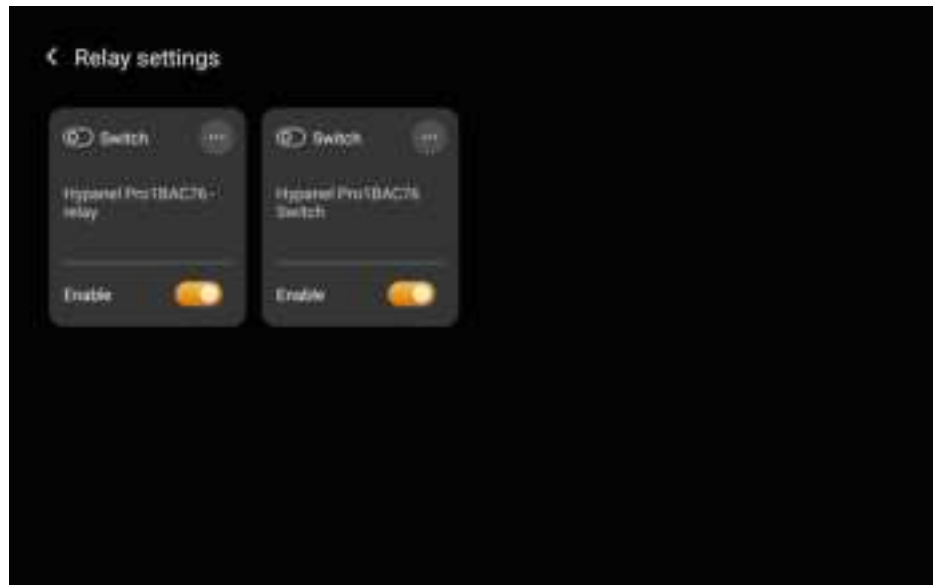 Relay settings
Switch
Hypanel Pro1BAC76-
relay
Enable
Switch
Hypanel Pro1BAC76
Switch
Enable